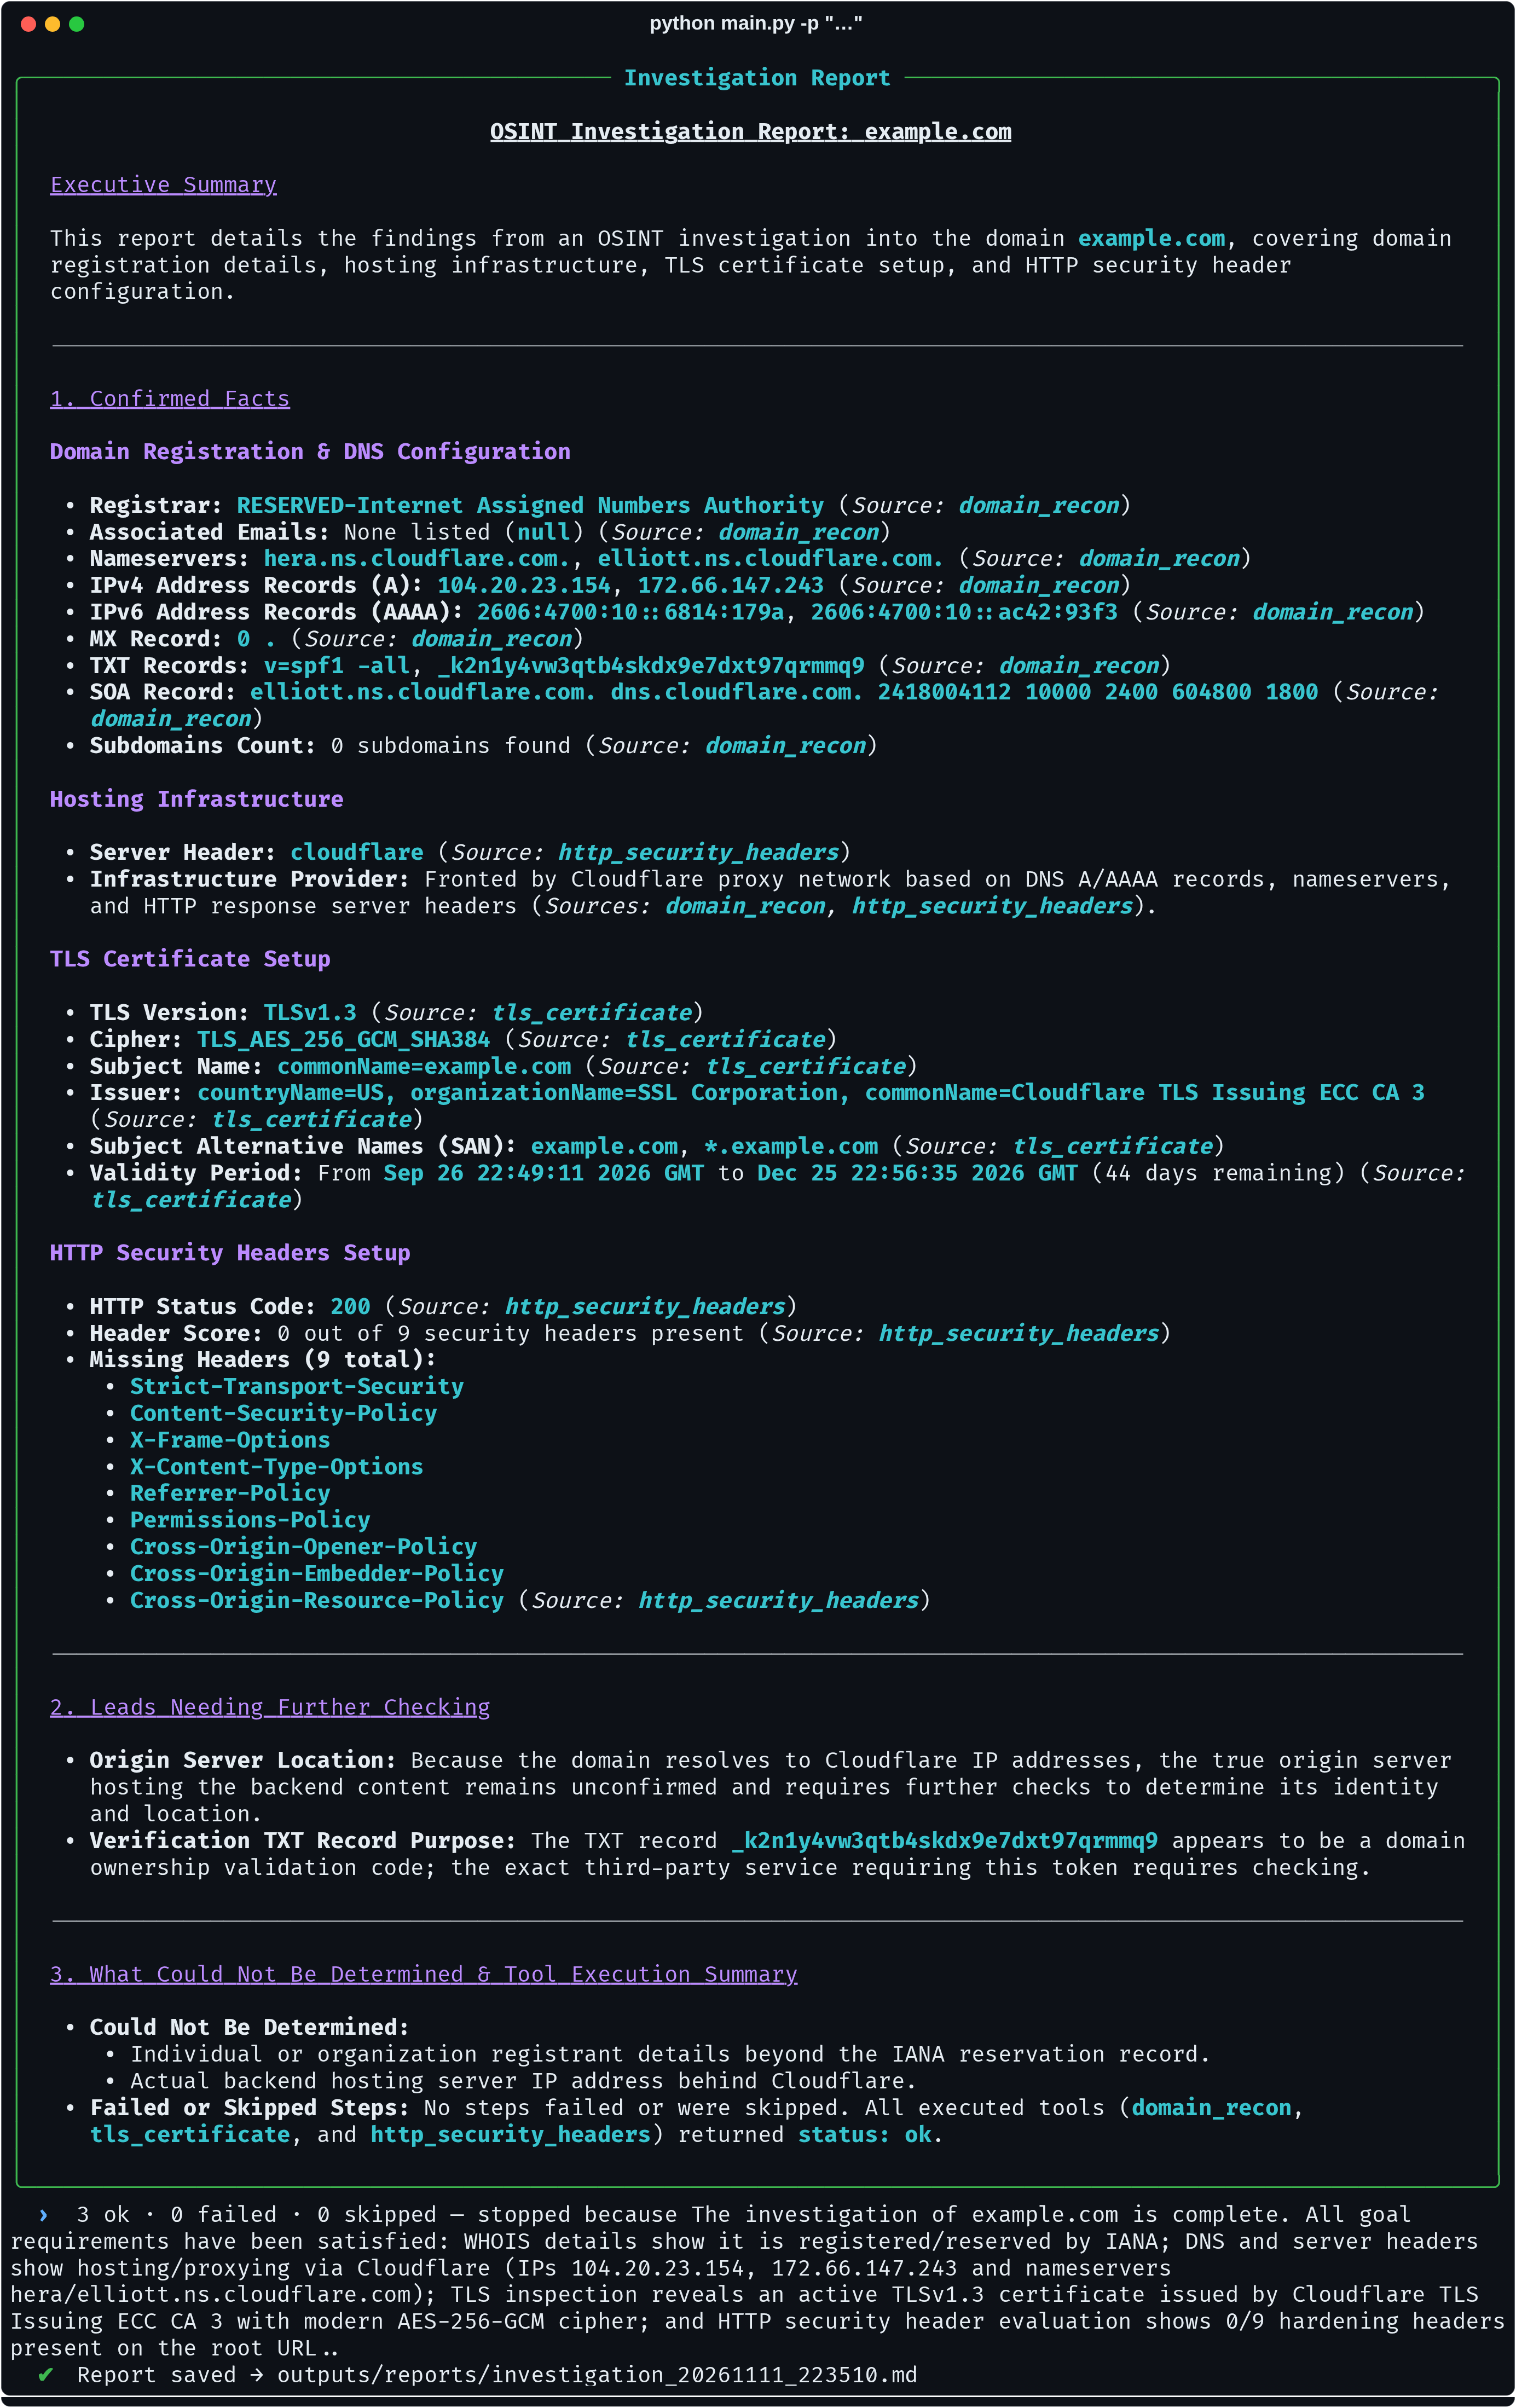 python main.py -p "…"
Investigation Report
OSINT Investigation Report: example.com
Executive Summary
This report details the findings from an OSINT investigation into the domain example.com, covering domain
registration details, hosting infrastructure, TLS certificate setup, and HTTP security header
configuration.
1. Confirmed Facts
Domain Registration & DNS Configuration
• Registrar: RESERVED-Internet Assigned Numbers Authority (Source: domain_recon)
• Associated Emails: None listed (null) (Source: domain_recon)
• Nameservers: hera.ns.cloudflare.com., elliott.ns.cloudflare.com. (Source: domain_recon)
• IPv4 Address Records (A): 104.20.23.154, 172.66.147.243 (Source: domain_recon)
• IPv6 Address Records (AAAA): 2606:4700:10::6814:179a, 2606:4700:10::ac42:93f3 (Source: domain_recon)
• MX Record: 0 . (Source: domain_recon)
• TXT Records: v=spf1 -all, _k2n1y4vw3qtb4skdx9e7dxt97qrmmq9 (Source: domain_recon)
• SOA Record: elliott.ns.cloudflare.com. dns.cloudflare.com. 2418004112 10000 2400 604800 1800 (Source:
domain_recon)
• Subdomains Count: 0 subdomains found (Source: domain_recon)
Hosting Infrastructure
• Server Header: cloudflare (Source: http_security_headers)
• Infrastructure Provider: Fronted by Cloudflare proxy network based on DNS A/AAAA records, nameservers,
and HTTP response server headers (Sources: domain_recon, http_security_headers).
TLS Certificate Setup
• TLS Version: TLSv1.3 (Source: tls_certificate)
• Cipher: TLS_AES_256_GCM_SHA384 (Source: tls_certificate)
• Subject Name: commonName=example.com (Source: tls_certificate)
• Issuer: countryName=US, organizationName=SSL Corporation, commonName=Cloudflare TLS Issuing ECC CA 3
(Source: tls_certificate)
• Subject Alternative Names (SAN): example.com, *.example.com (Source: tls_certificate)
• Validity Period: From Sep 26 22:49:11 2026 GMT to Dec 25 22:56:35 2026 GMT (44 days remaining) (Source:
tls_certificate)
HTTP Security Headers Setup
• HTTP Status Code: 200 (Source: http_security_headers)
• Header Score: 0 out of 9 security headers present (Source: http_security_headers)
• Missing Headers (9 total):
• Strict-Transport-Security
• Content-Security-Policy
• X-Frame-Options
• X-Content-Type-Options
• Referrer-Policy
• Permissions-Policy
• Cross-Origin-Opener-Policy
• Cross-Origin-Embedder-Policy
• Cross-Origin-Resource-Policy (Source: http_security_headers)
2. Leads Needing Further Checking
• Origin Server Location: Because the domain resolves to Cloudflare IP addresses, the true origin server
hosting the backend content remains unconfirmed and requires further checks to determine its identity
and location.
• Verification TXT Record Purpose: The TXT record _k2n1y4vw3qtb4skdx9e7dxt97qrmmq9 appears to be a domain
ownership validation code; the exact third-party service requiring this token requires checking.
3. What Could Not Be Determined & Tool Execution Summary
• Could Not Be Determined:
• Individual or organization registrant details beyond the IANA reservation record.
• Actual backend hosting server IP address behind Cloudflare.
• Failed or Skipped Steps: No steps failed or were skipped. All executed tools (domain_recon,
tls_certificate, and http_security_headers) returned status: ok.
› 3 ok · 0 failed · 0 skipped — stopped because The investigation of example.com is complete. All goal
requirements have been satisfied: WHOIS details show it is registered/reserved by IANA; DNS and server headers
show hosting/proxying via Cloudflare (IPs 104.20.23.154, 172.66.147.243 and nameservers
hera/elliott.ns.cloudflare.com); TLS inspection reveals an active TLSv1.3 certificate issued by Cloudflare TLS
Issuing ECC CA 3 with modern AES-256-GCM cipher; and HTTP security header evaluation shows 0/9 hardening headers
present on the root URL..
✔ Report saved → outputs/reports/investigation_20261111_223510.md